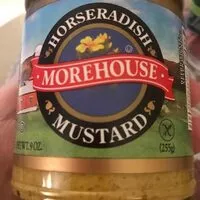 HORSERADISH
MOREHOUSE
MUSTARD
NET WT. 9 OZ.
(255g)